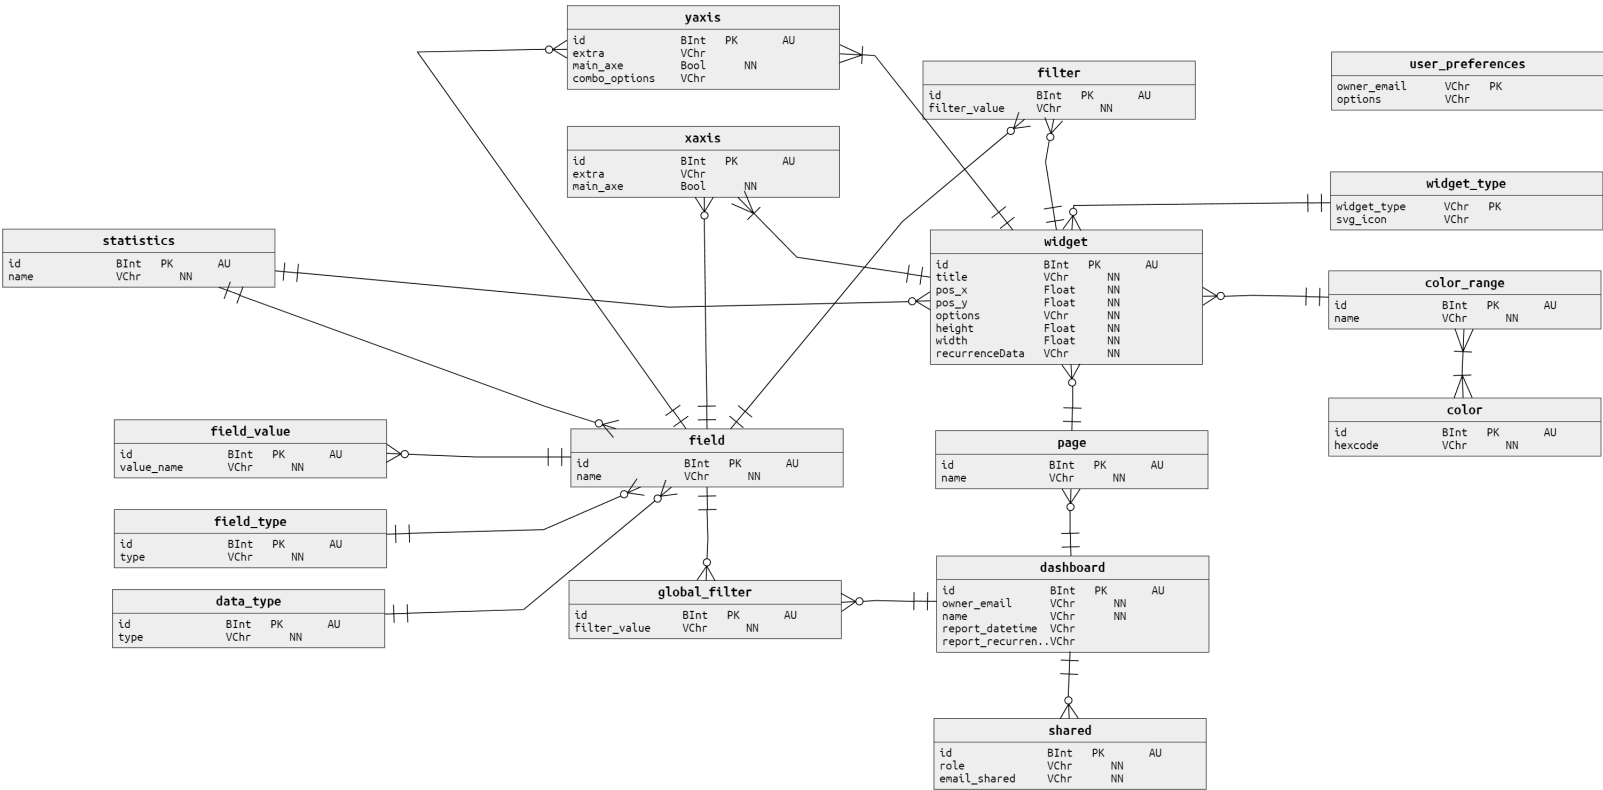 yaxis
id BInt PK AU
extra VChr
main_axe Bool NN
combo_options VChr
filter
id BInt PK AU
filter_value VChr NN
user_preferences
owner_email VChr PK
options VChr
xaxis
id BInt PK AU
extra VChr
main_axe Bool NN
widget_type
widget_type VChr PK
svg_icon VChr
statistics
id BInt PK AU
name VChr NN
widget
id BInt PK AU
title VChr NN
pos_x Float NN
pos_y Float NN
options VChr NN
height Float NN
width Float NN
recurrenceData VChr NN
color_range
id BInt PK AU
name VChr NN
color
id BInt PK AU
hexcode VChr NN
field_value
id BInt PK AU
value_name VChr NN
field
id BInt PK AU
name VChr NN
page
id BInt PK AU
name VChr NN
field_type
id BInt PK AU
type VChr NN
data_type
id BInt PK AU
type VChr NN
global_filter
id BInt PK AU
filter_value VChr NN
dashboard
id BInt PK AU
owner_email VChr NN
name VChr NN
report_datetime VChr
report_recurren..VChr
shared
id BInt PK AU
role VChr NN
email_shared VChr NN